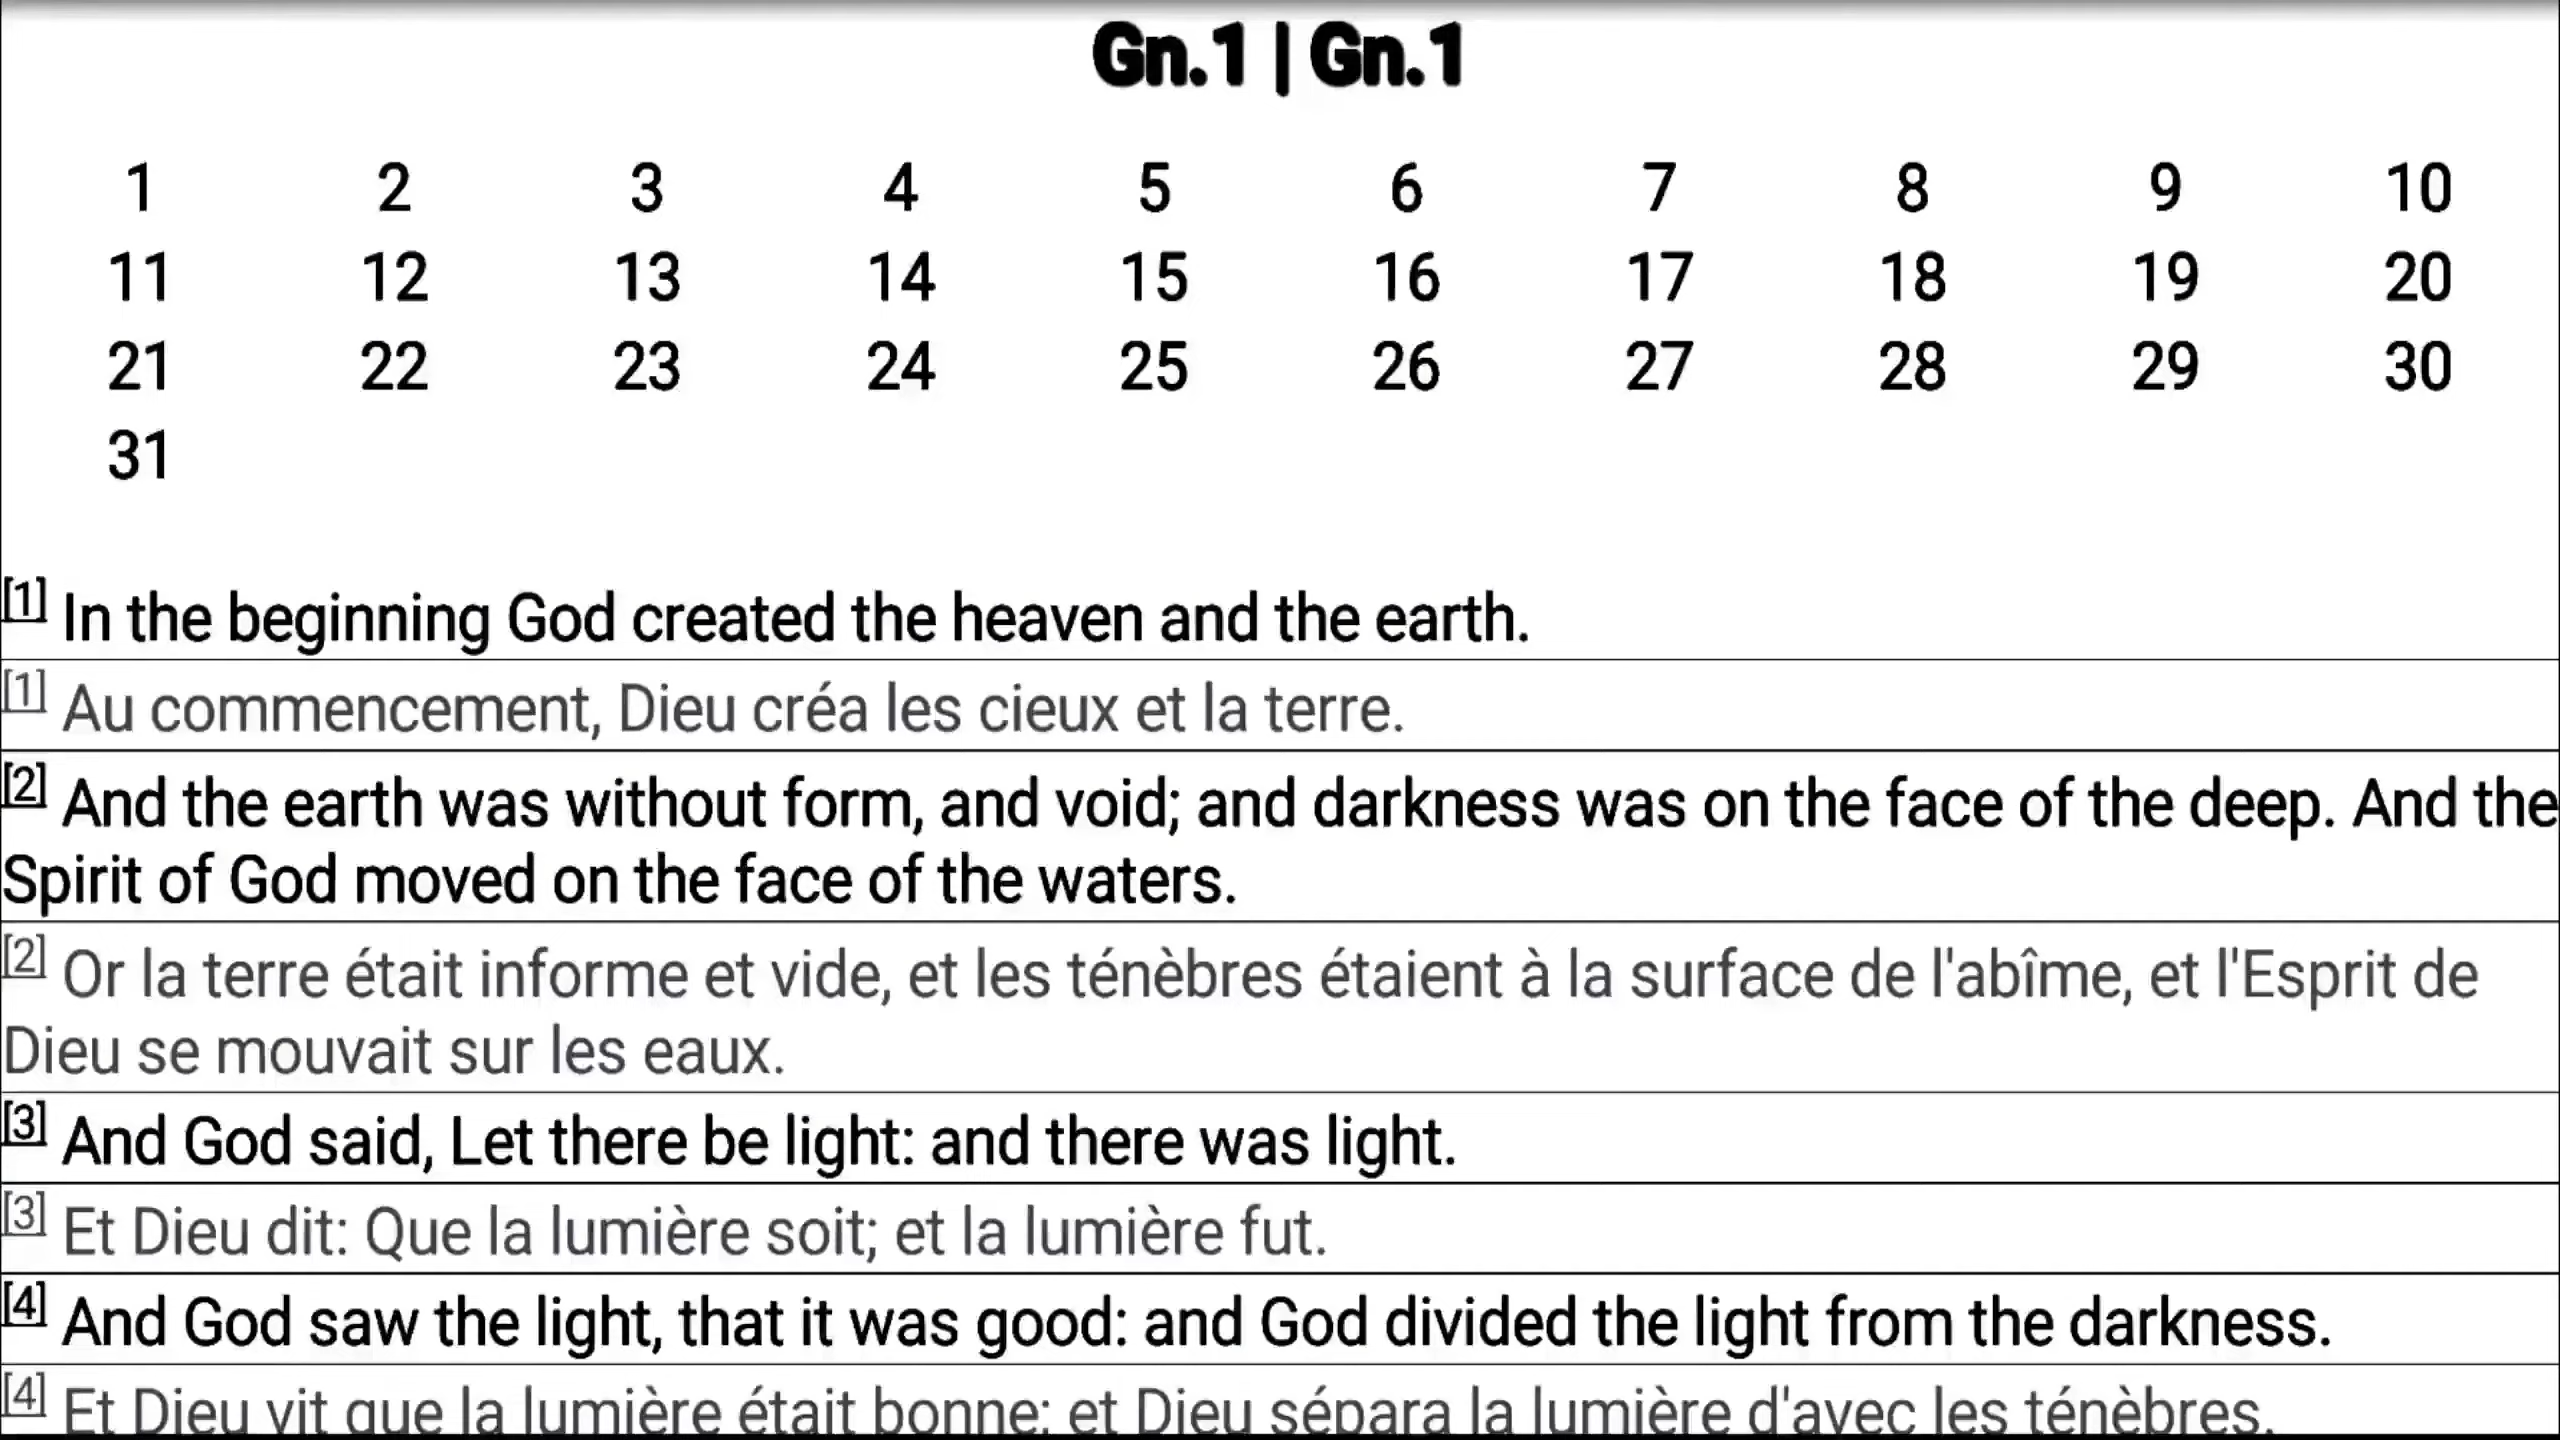 Gn.1 | Gn.1
1 2 3 4 5 6 7 8 9 10
11 12 13 14 15 16 17 18 19 20
21 22 23 24 25 26 27 28 29 30
31
[1] In the beginning God created the heaven and the earth.
[1] Au commencement, Dieu créa les cieux et la terre.
[2] And the earth was without form, and void; and darkness was on the face of the deep. And the
Spirit of God moved on the face of the waters.
[2] Or la terre était informe et vide, et les ténèbres étaient à la surface de l'abîme, et l'Esprit de
Dieu se mouvait sur les eaux.
[3] And God said, Let there be light: and there was light.
[3] Et Dieu dit: Que la lumière soit; et la lumière fut.
[4] And God saw the light, that it was good: and God divided the light from the darkness.
[4] Et Dieu vit que la lumière était bonne; et Dieu sépara la lumière d'avec les ténèbres.